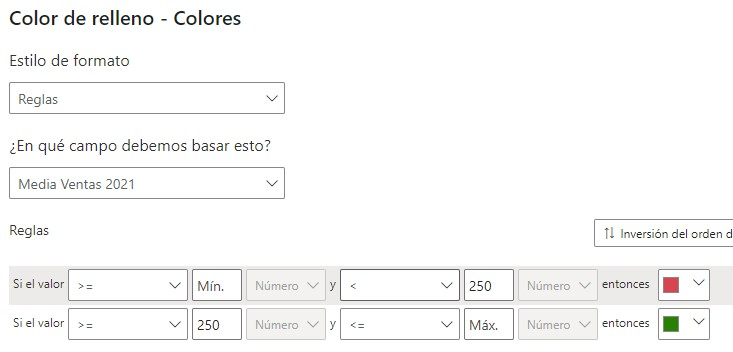 Color de relleno - Colores
Estilo de formato
Reglas
¿En qué campo debemos basar esto?
Media Ventas 2021
Reglas
Inversión del orden d
Si el valor >= Mín. Número y < 250 Número entonces
Si el valor >= 250 Número y <= Máx. Número entonces